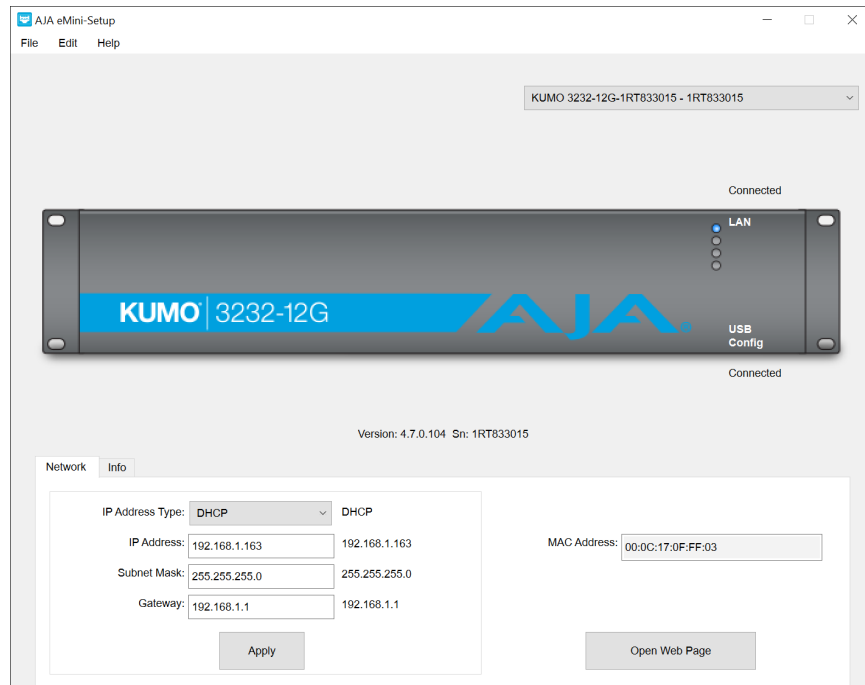 AJA eMini-Setup
File Edit Help
KUMO 3232-12G-1RT833015 - 1RT833015
Connected
LAN
KUMO® 3232-12G AJA®
USB
Config
Connected
Version: 4.7.0.104 Sn: 1RT833015
Network Info
IP Address Type: DHCP DHCP
IP Address: 192.168.1.163 192.168.1.163
MAC Address: 00:0C:17:0F:FF:03
Subnet Mask: 255.255.255.0 255.255.255.0
Gateway: 192.168.1.1 192.168.1.1
Apply Open Web Page